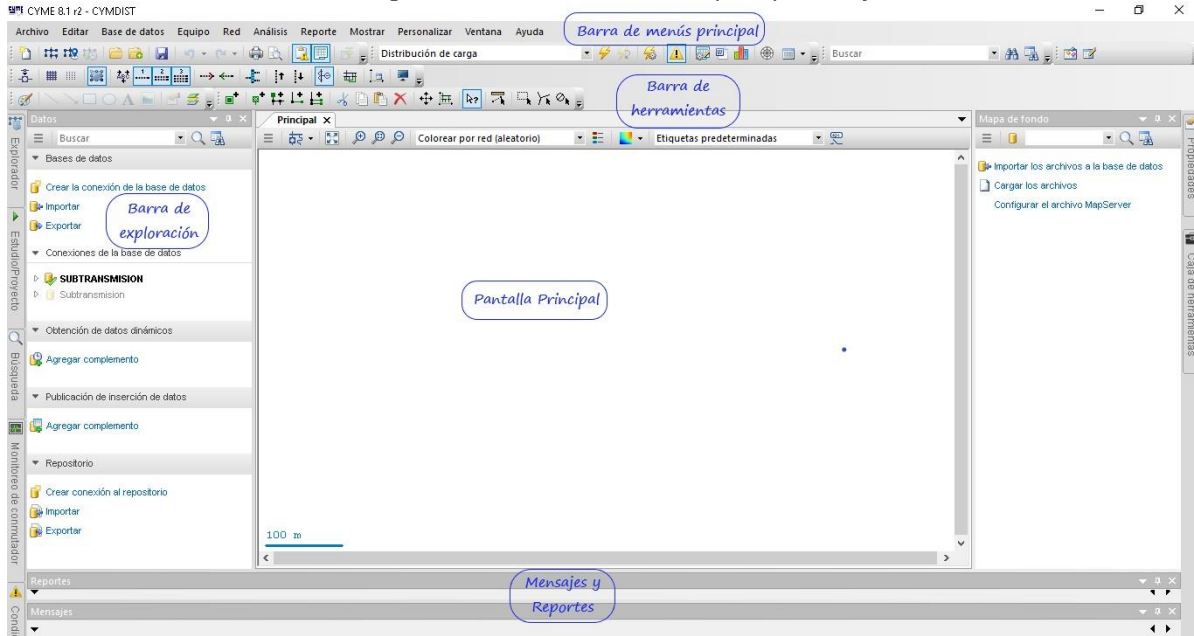 CYME 8.1 r2 - CYMDIST
Archivo Editar Base de datos Equipo Red Análisis Reporte Mostrar Personalizar Ventana Ayuda
Barra de menús principal
Distribución de carga
Buscar
Barra de
herramientas
Datos
Buscar
Bases de datos
Crear la conexión de la base de datos
Importar
Exportar
Barra de
exploración
Conexiones de la base de datos
SUBTRANSMISION
Subtransmision
Obtención de datos dinámicos
Agregar complemento
Publicación de inserción de datos
Agregar complemento
Repositorio
Crear conexión al repositorio
Importar
Exportar
Explorador
Estudio/Proyecto
Búsqueda
Monitoreo de conmutador
Principal
Colorear por red (aleatorio)
Etiquetas predeterminadas
Pantalla Principal
100 m
Mapa de fondo
Importar los archivos a la base de datos
Cargar los archivos
Configurar el archivo MapServer
Propiedades
Caja de herramientas
Reportes
Mensajes
Mensajes y
Reportes